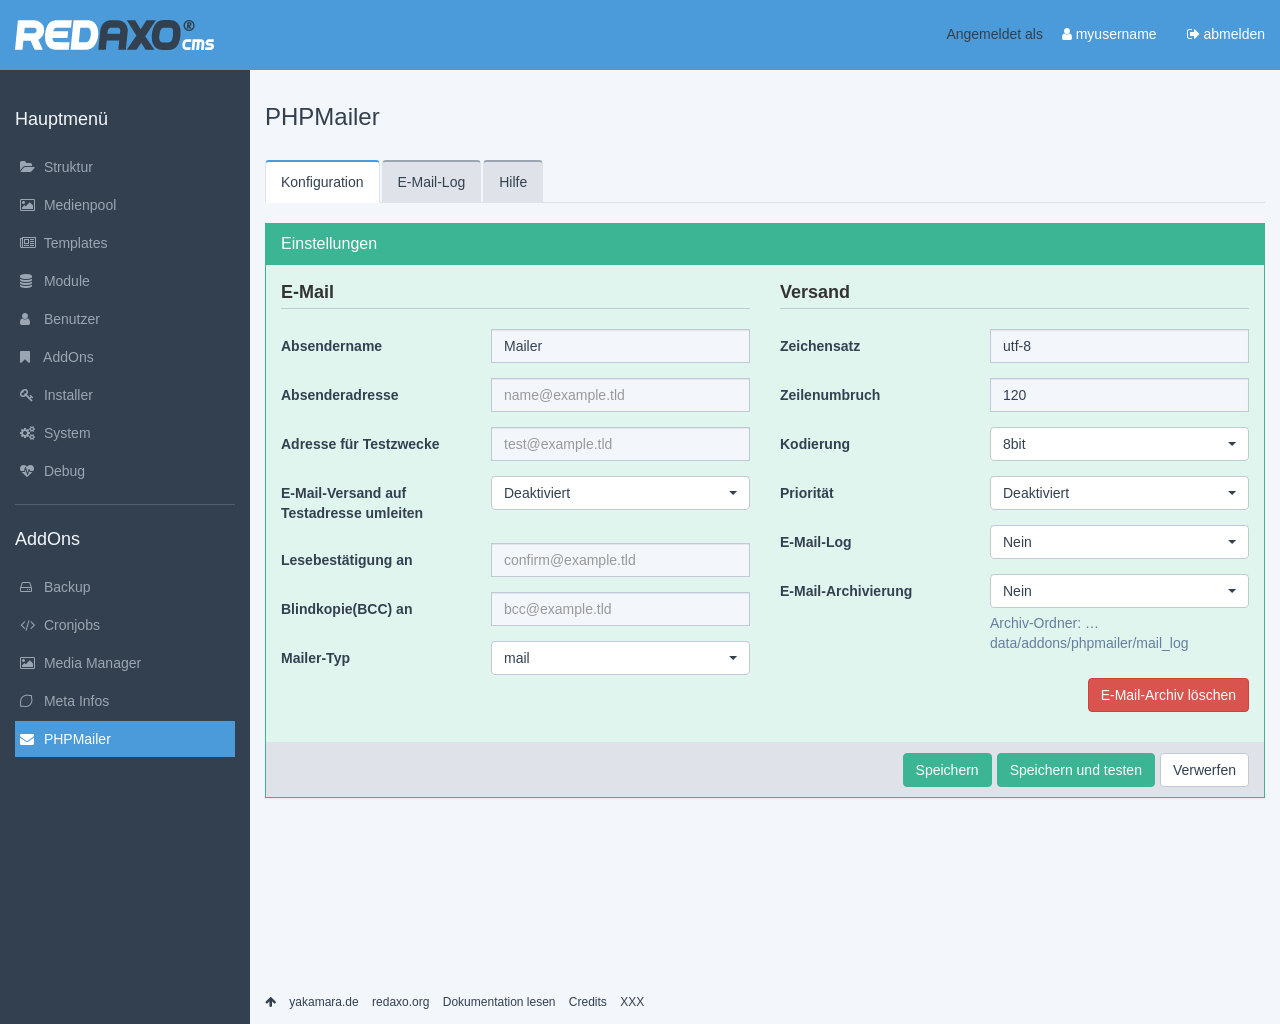 REDAXO® cms
Angemeldet als myusername abmelden
Hauptmenü
Struktur
Medienpool
Templates
Module
Benutzer
AddOns
Installer
System
Debug
AddOns
Backup
Cronjobs
Media Manager
Meta Infos
PHPMailer
PHPMailer
Konfiguration E-Mail-Log Hilfe
Einstellungen
E-Mail
Absendername Mailer
Absenderadresse name@example.tld
Adresse für Testzwecke test@example.tld
E-Mail-Versand auf Deaktiviert
Testadresse umleiten
Lesebestätigung an confirm@example.tld
Blindkopie(BCC) an bcc@example.tld
Mailer-Typ mail
Versand
Zeichensatz utf-8
Zeilenumbruch 120
Kodierung 8bit
Priorität Deaktiviert
E-Mail-Log Nein
E-Mail-Archivierung Nein
Archiv-Ordner: …
data/addons/phpmailer/mail_log
E-Mail-Archiv löschen
Speichern Speichern und testen Verwerfen
yakamara.de redaxo.org Dokumentation lesen Credits XXX